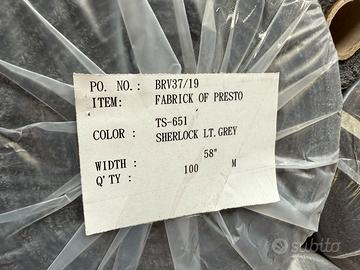 PO. NO.: BRV37/19
ITEM: FABRICK OF PRESTO
TS-651
COLOR : SHERLOCK LT. GREY
WIDTH : 58"
Q'TY : 100 M
subito